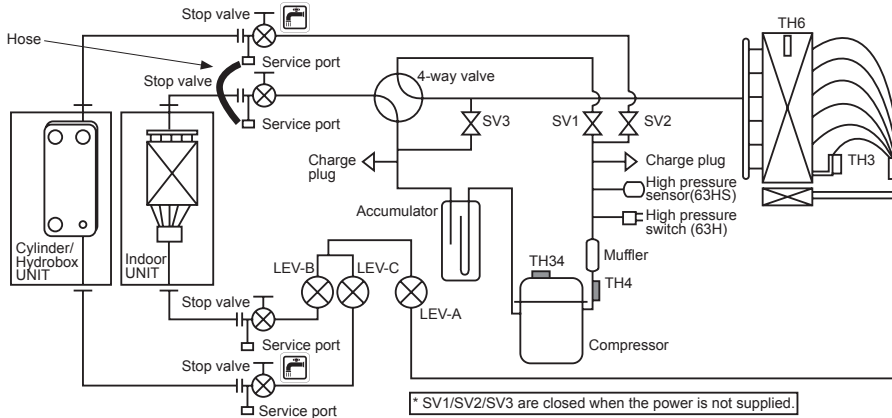 Stop valve
Hose
Service port
Stop valve
4-way valve
TH6
Service port
SV3
SV1
SV2
Charge
plug
Charge plug
TH3
High pressure
sensor(63HS)
High pressure
switch (63H)
Accumulator
Cylinder/
Hydrobox
UNIT
Indoor
UNIT
Muffler
LEV-B
LEV-C
TH34
TH4
LEV-A
Stop valve
Service port
Compressor
Stop valve
Service port
* SV1/SV2/SV3 are closed when the power is not supplied.